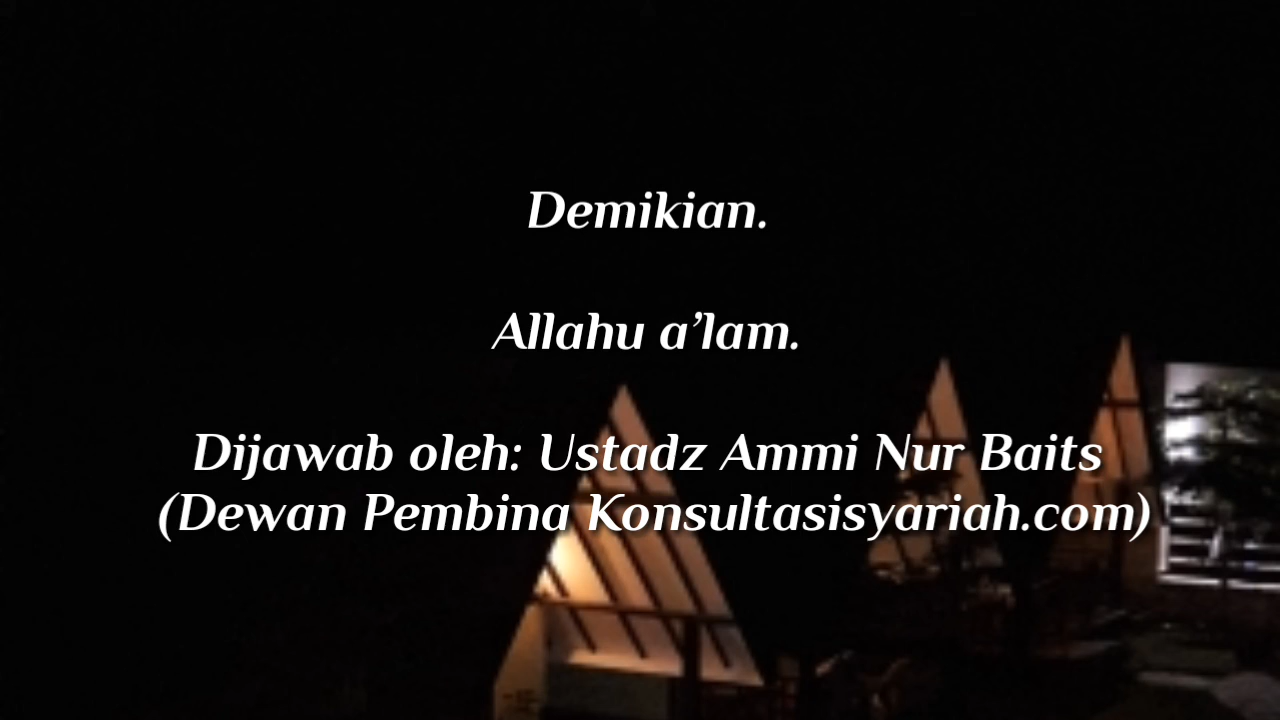 Demikian.
Allahu a’lam.
Dijawab oleh: Ustadz Ammi Nur Baits
(Dewan Pembina Konsultasisyariah.com)